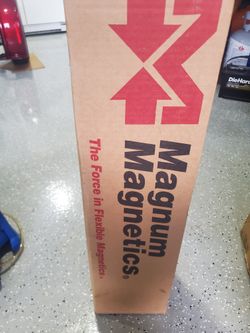 Magnum
Magnetics®
The Force in Flexible Magnetics®
DieHard